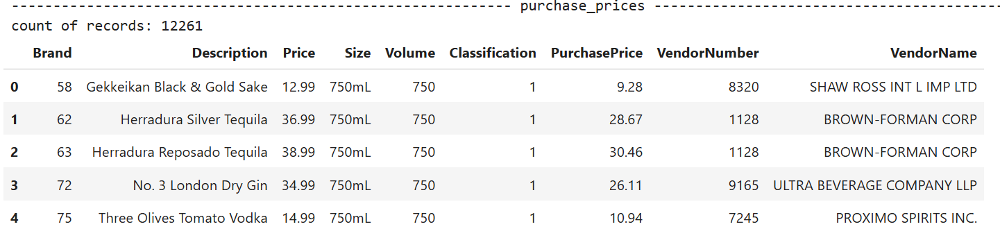 ------------------------------------------------------------ purchase_prices ------------------------------------------
count of records: 12261
Brand Description Price Size Volume Classification PurchasePrice VendorNumber VendorName
0 58 Gekkeikan Black & Gold Sake 12.99 750mL 750 1 9.28 8320 SHAW ROSS INT L IMP LTD
1 62 Herradura Silver Tequila 36.99 750mL 750 1 28.67 1128 BROWN-FORMAN CORP
2 63 Herradura Reposado Tequila 38.99 750mL 750 1 30.46 1128 BROWN-FORMAN CORP
3 72 No. 3 London Dry Gin 34.99 750mL 750 1 26.11 9165 ULTRA BEVERAGE COMPANY LLP
4 75 Three Olives Tomato Vodka 14.99 750mL 750 1 10.94 7245 PROXIMO SPIRITS INC.